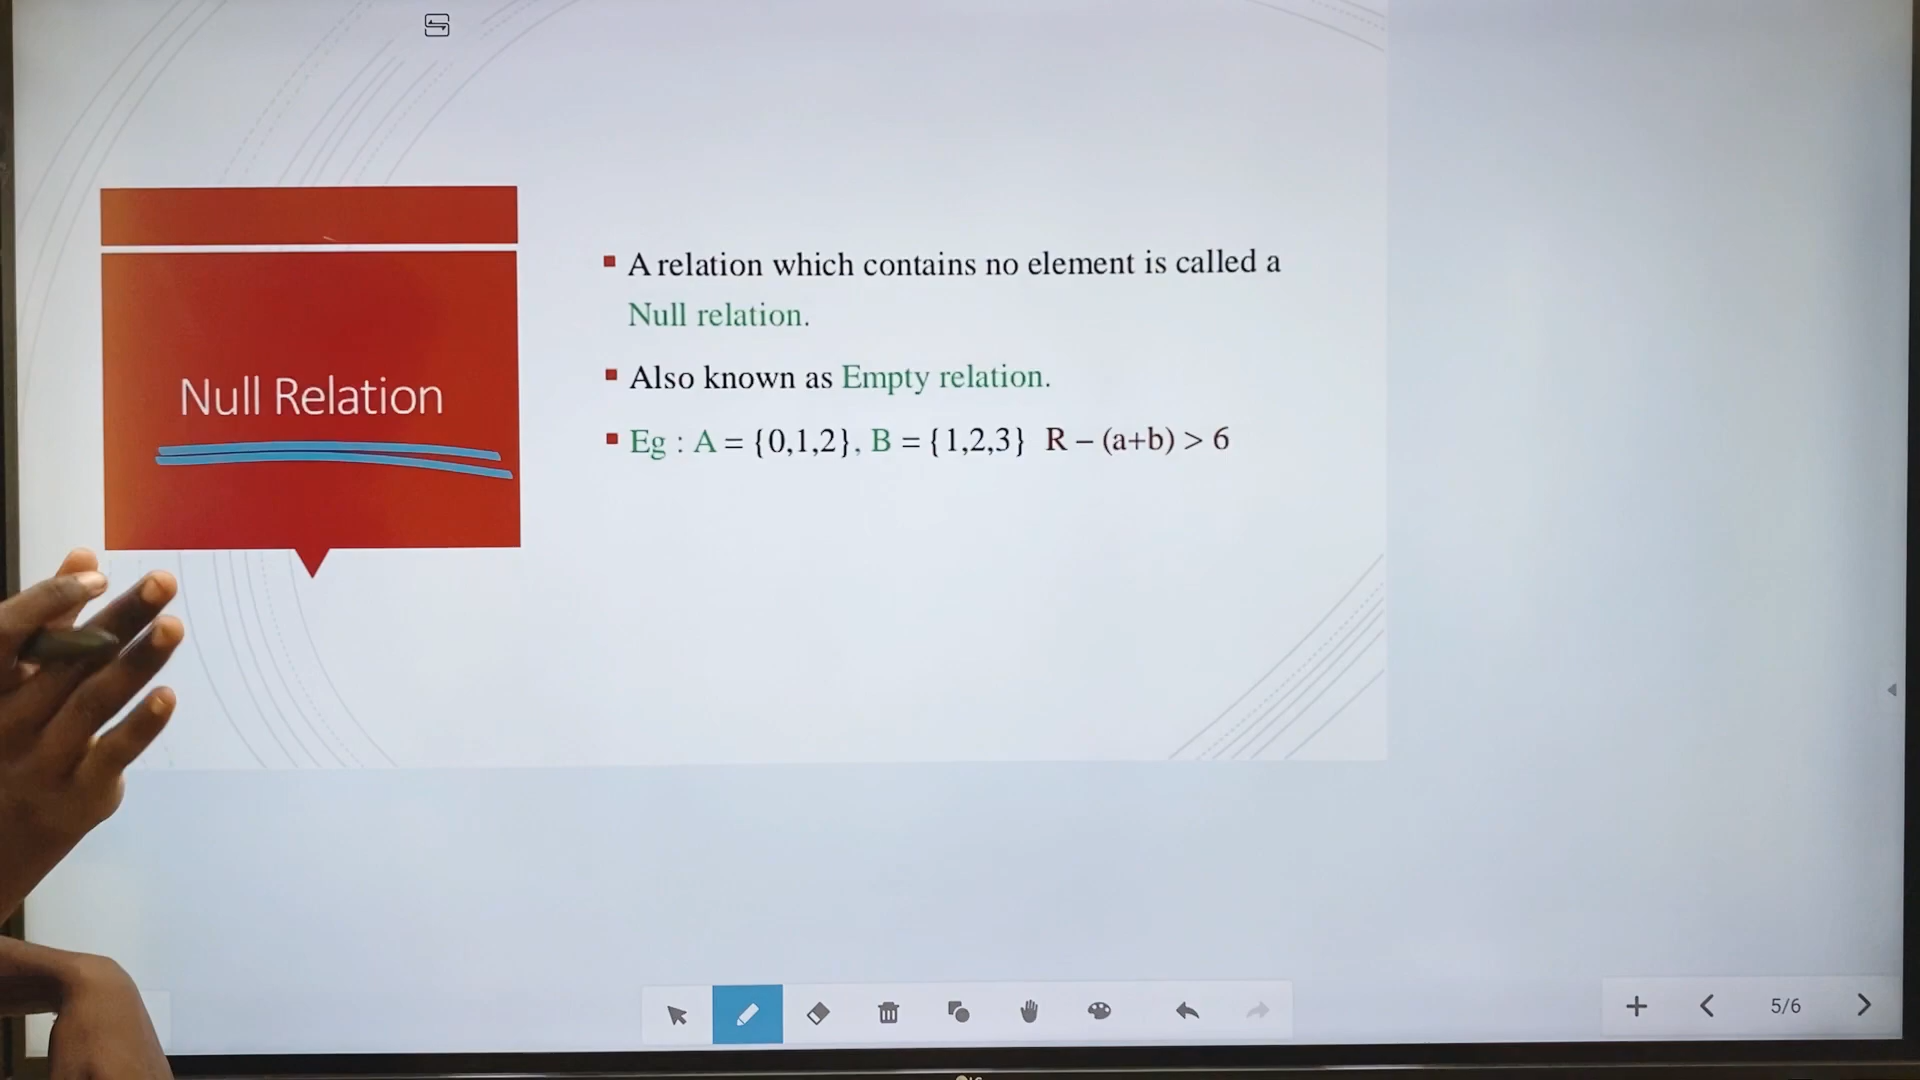 Null Relation
A relation which contains no element is called a
Null relation.
Also known as Empty relation.
Eg : A = {0,1,2}, B = {1,2,3} R – (a+b) > 6
5/6